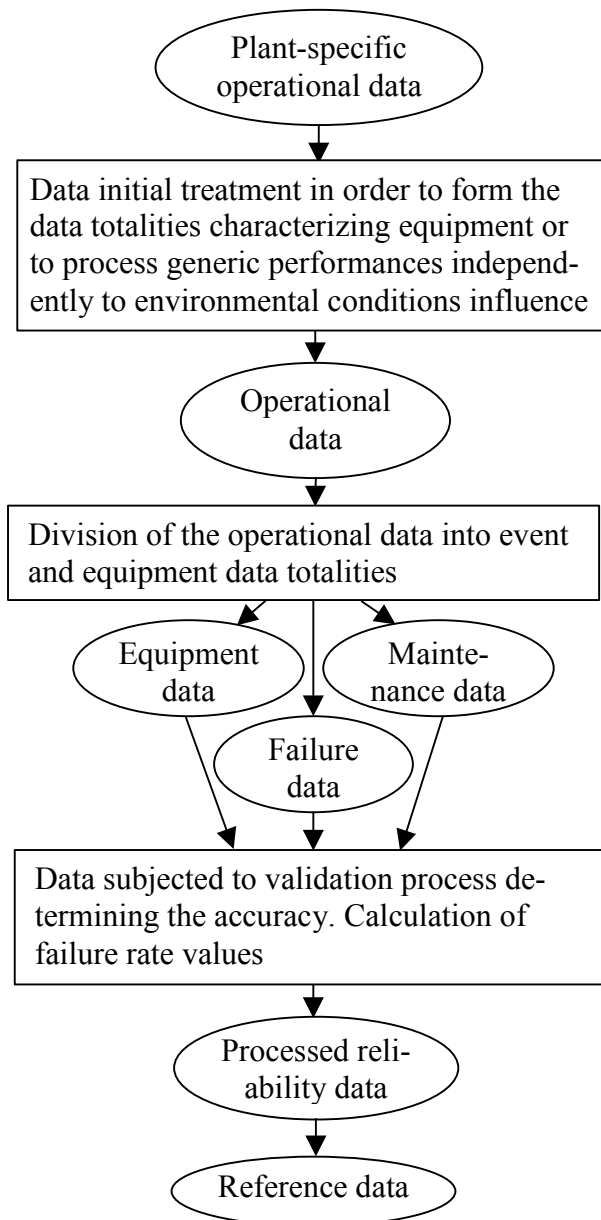 Plant-specific
operational data
Data initial treatment in order to form the
data totalities characterizing equipment or
to process generic performances independ-
ently to environmental conditions influence
Operational
data
Division of the operational data into event
and equipment data totalities
Equipment
data
Mainte-
nance data
Failure
data
Data subjected to validation process de-
termining the accuracy. Calculation of
failure rate values
Processed reli-
ability data
Reference data